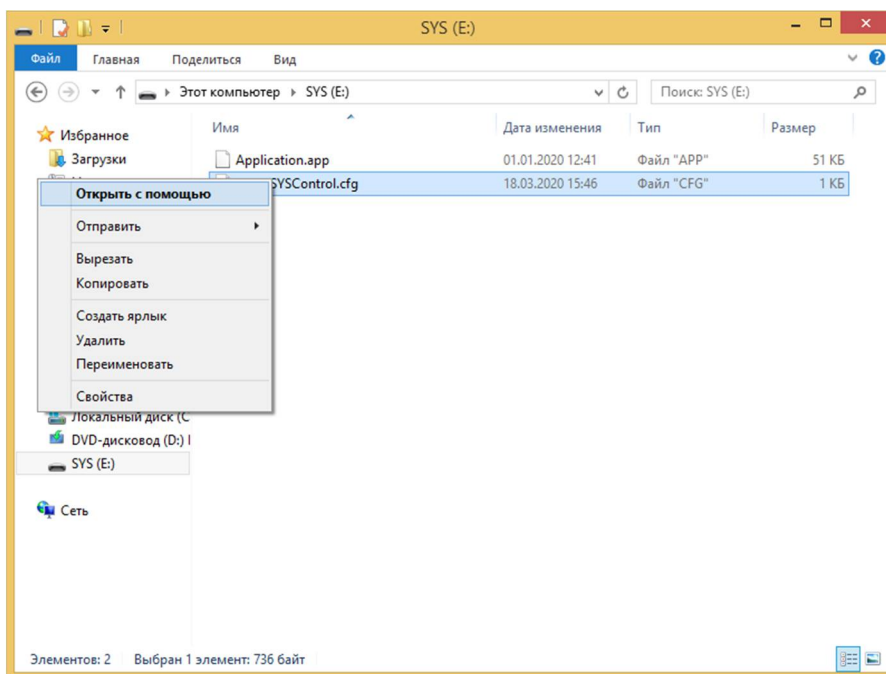 SYS (E:)
Файл Главная Поделиться Вид
Этот компьютер SYS (E:) Поиск: SYS (E:)
Избранное Имя Дата изменения Тип Размер
Загрузки Application.app 01.01.2020 12:41 Файл "APP" 51 КБ
SYSControl.cfg 18.03.2020 15:46 Файл "CFG" 1 КБ
Открыть с помощью
Отправить
Вырезать
Копировать
Создать ярлык
Удалить
Переименовать
Свойства
Локальный диск (C
DVD-дисковод (D:) I
SYS (E:)
Сеть
Элементов: 2 Выбран 1 элемент: 736 байт